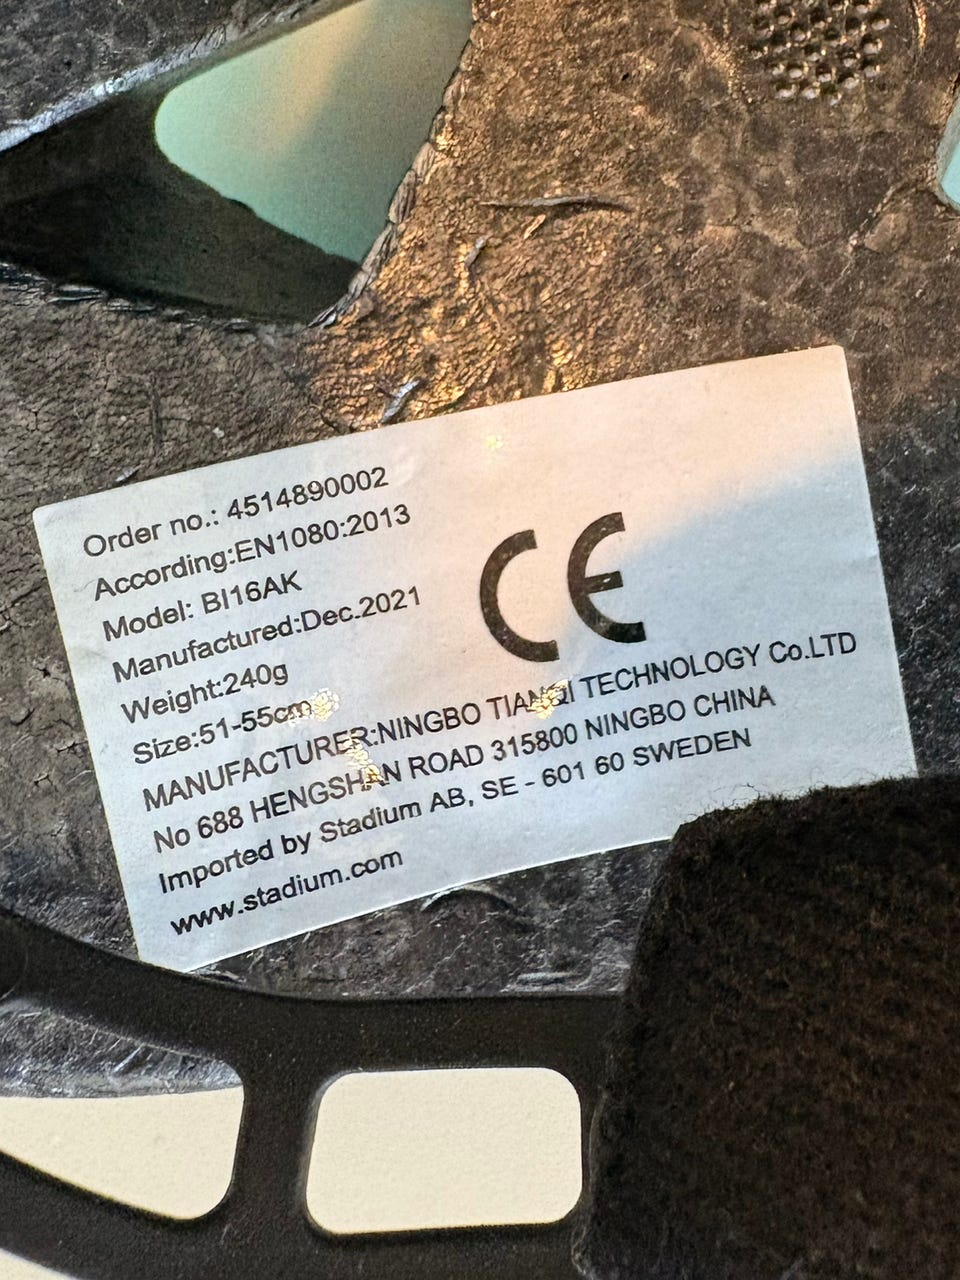 Order no.: 4514890002
According:EN1080:2013
Model: BI16AK
Manufactured:Dec.2021
Weight:240g
Size:51-55cm
CE
MANUFACTURER:NINGBO TIANQI TECHNOLOGY Co.LTD
No 688 HENGSHAN ROAD 315800 NINGBO CHINA
Imported by Stadium AB, SE - 601 60 SWEDEN
www.stadium.com